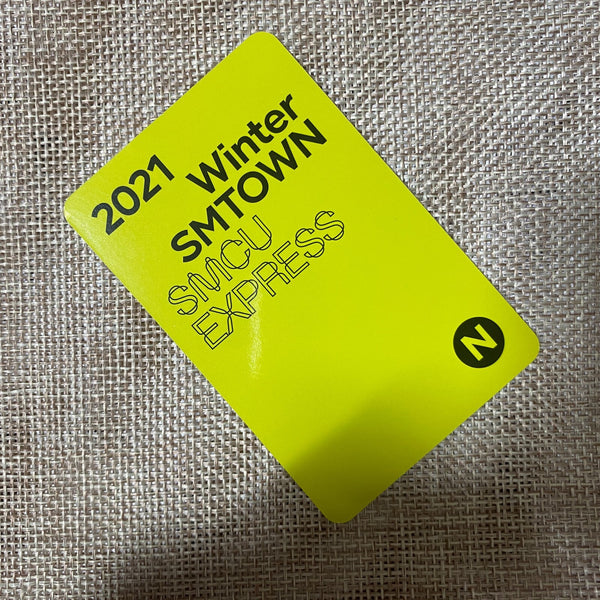 2021 Winter
SMTOWN
SMCU
EXPRESS
N